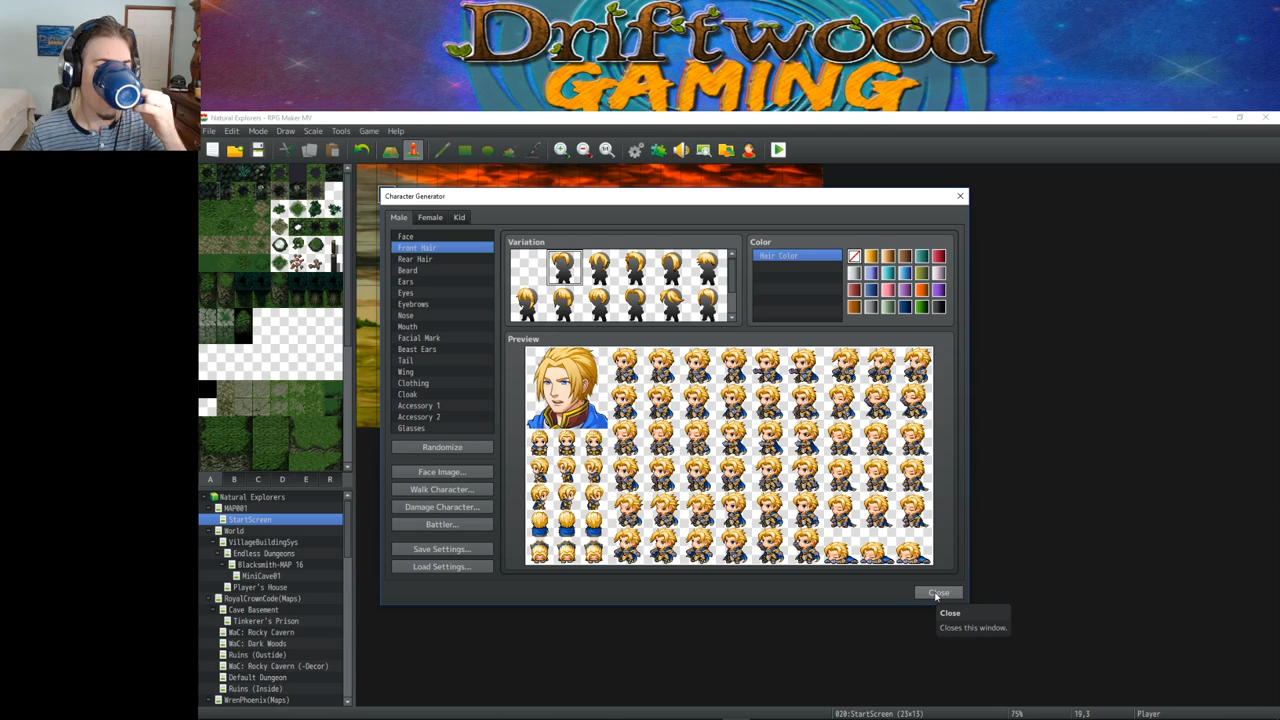 Driftwood
GAMING
Natural Explorers - RPG Maker MV
File Edit Mode Draw Scale Tools Game Help
Character Generator
Male Female Kid
Face
Front Hair
Rear Hair
Beard
Ears
Eyes
Eyebrows
Nose
Mouth
Facial Mark
Beast Ears
Tail
Wing
Clothing
Cloak
Accessory 1
Accessory 2
Glasses
Randomize
Face Image...
Walk Character...
Damage Character...
Battler...
Save Settings...
Load Settings...
Variation
Color
Hair Color
Preview
Close
Close
Closes this window.
A B C D E R
Natural Explorers
MAP001
StartScreen
World
VillageBuildingSys
Endless Dungeons
Blacksmith-MAP 16
MiniCave01
Player's House
RoyalCrownCode(Maps)
Cave Basement
Tinkerer's Prison
WaC: Rocky Cavern
WaC: Dark Woods
Ruins (Oustide)
WaC: Rocky Cavern (-Decor)
Default Dungeon
Ruins (Inside)
WrenPhoenix(Maps)
020:StartScreen (23x13) 75% 19,3 Player